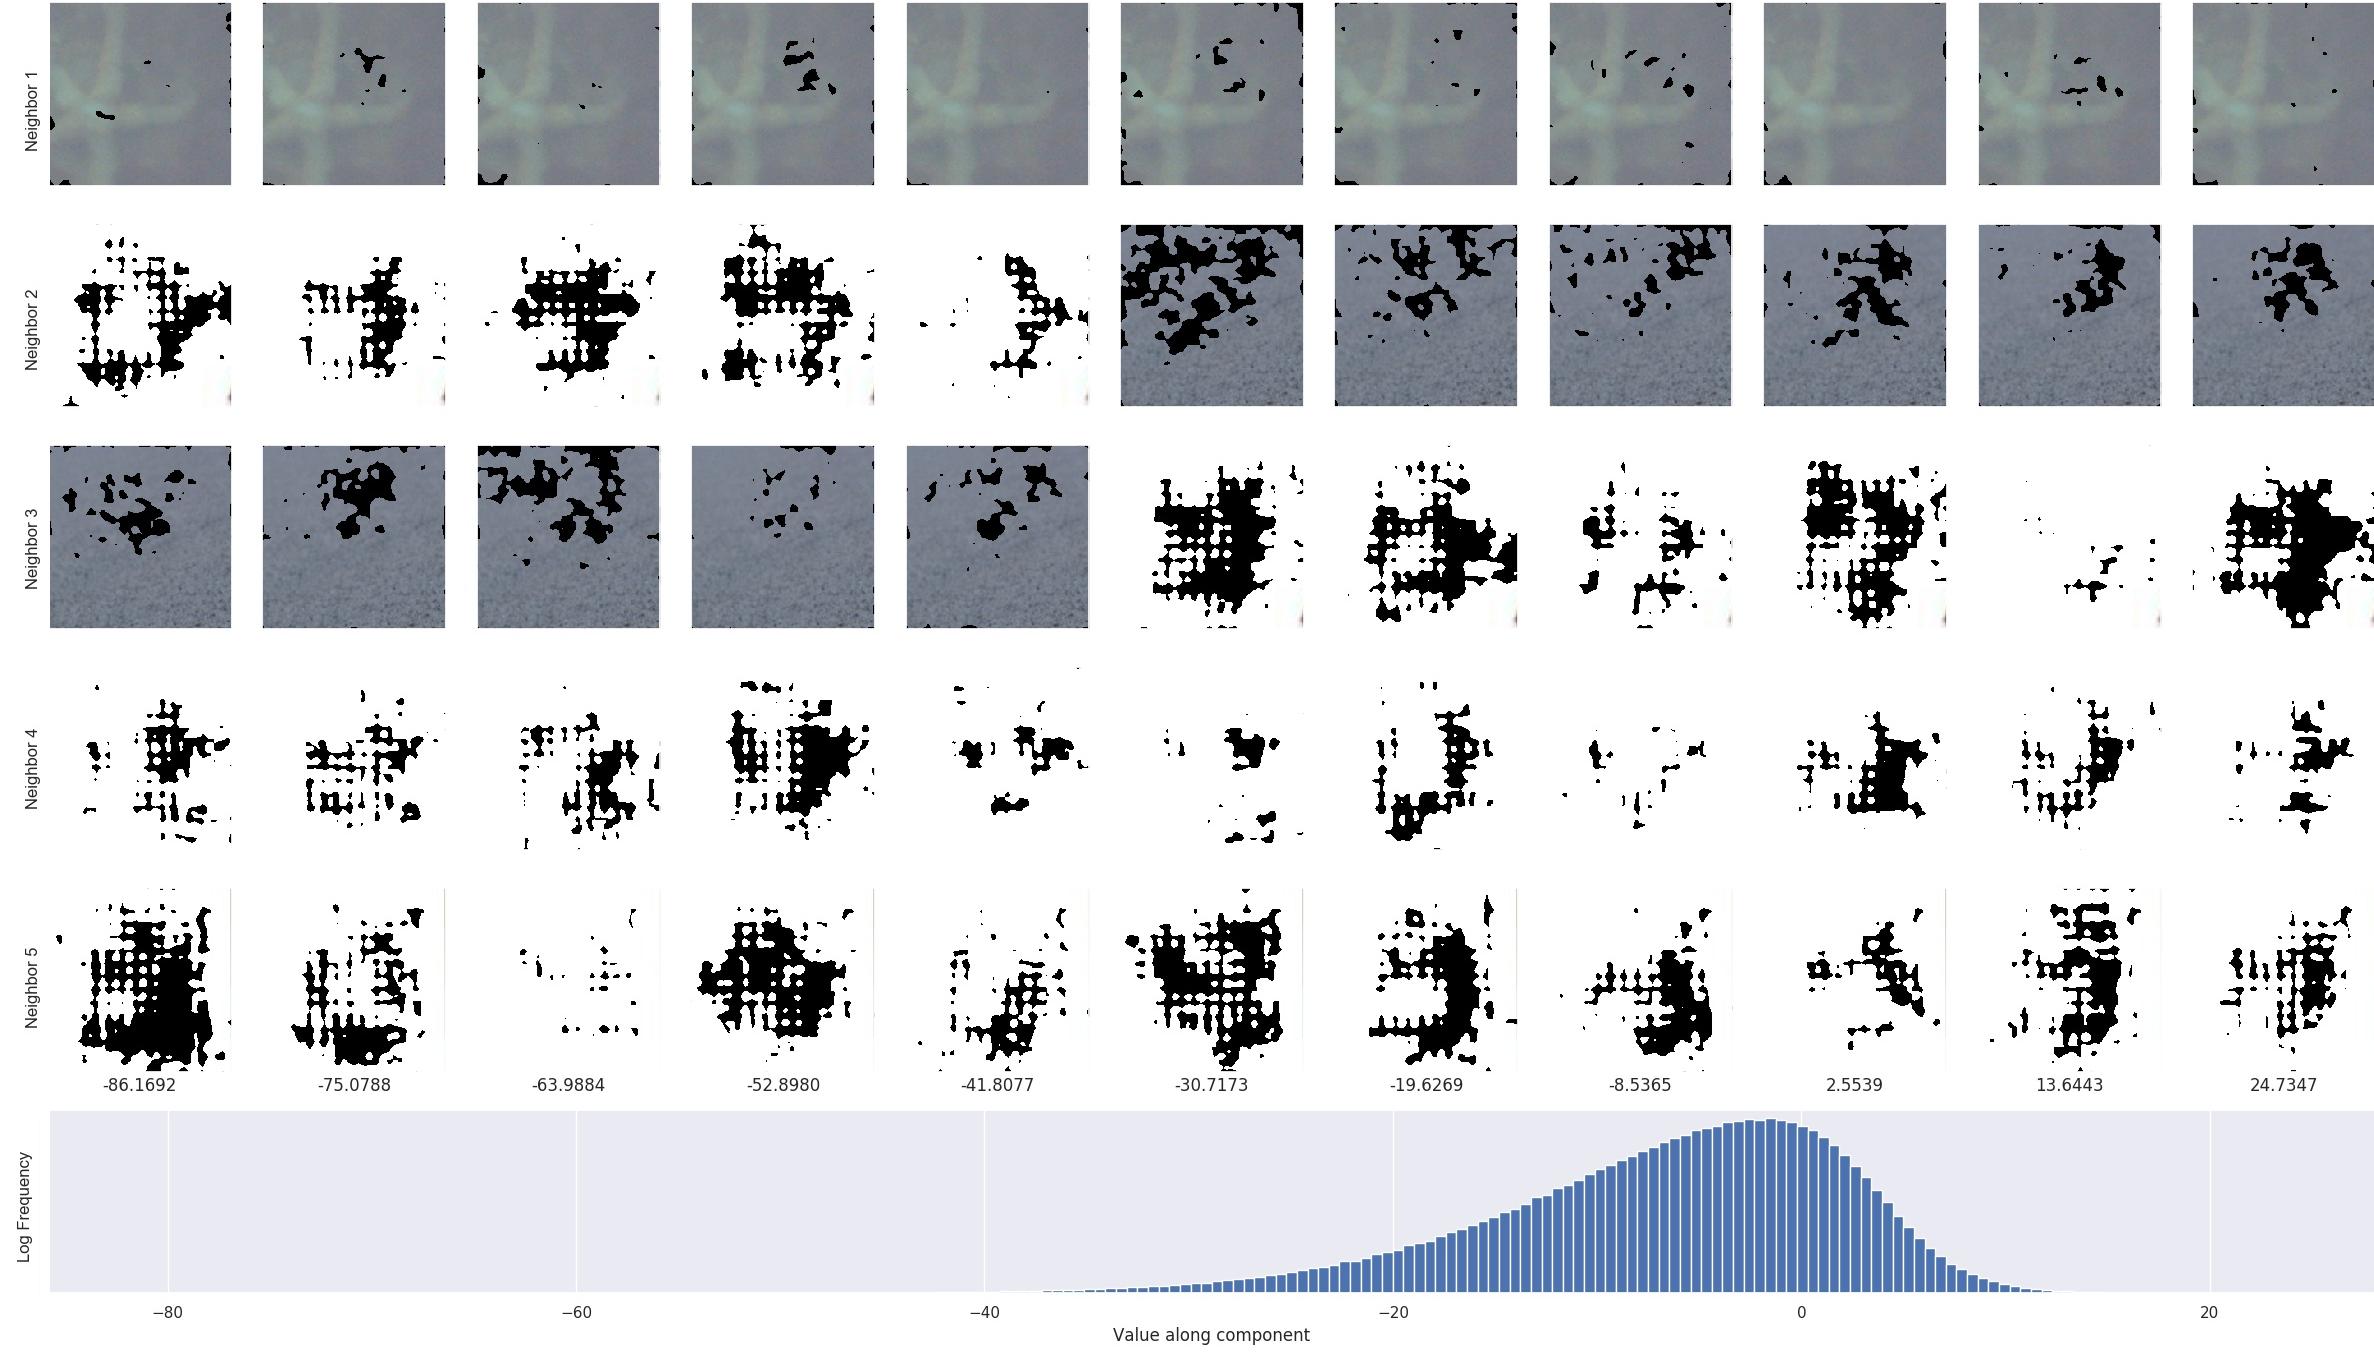 Neighbor 1
Neighbor 2
Neighbor 3
Neighbor 4
Neighbor 5
-86.1692 -75.0788 -63.9884 -52.8980 -41.8077 -30.7173 -19.6269 -8.5365 2.5539 13.6443 24.7347
Log Frequency
−80 −60 −40 −20 0 20
Value along component